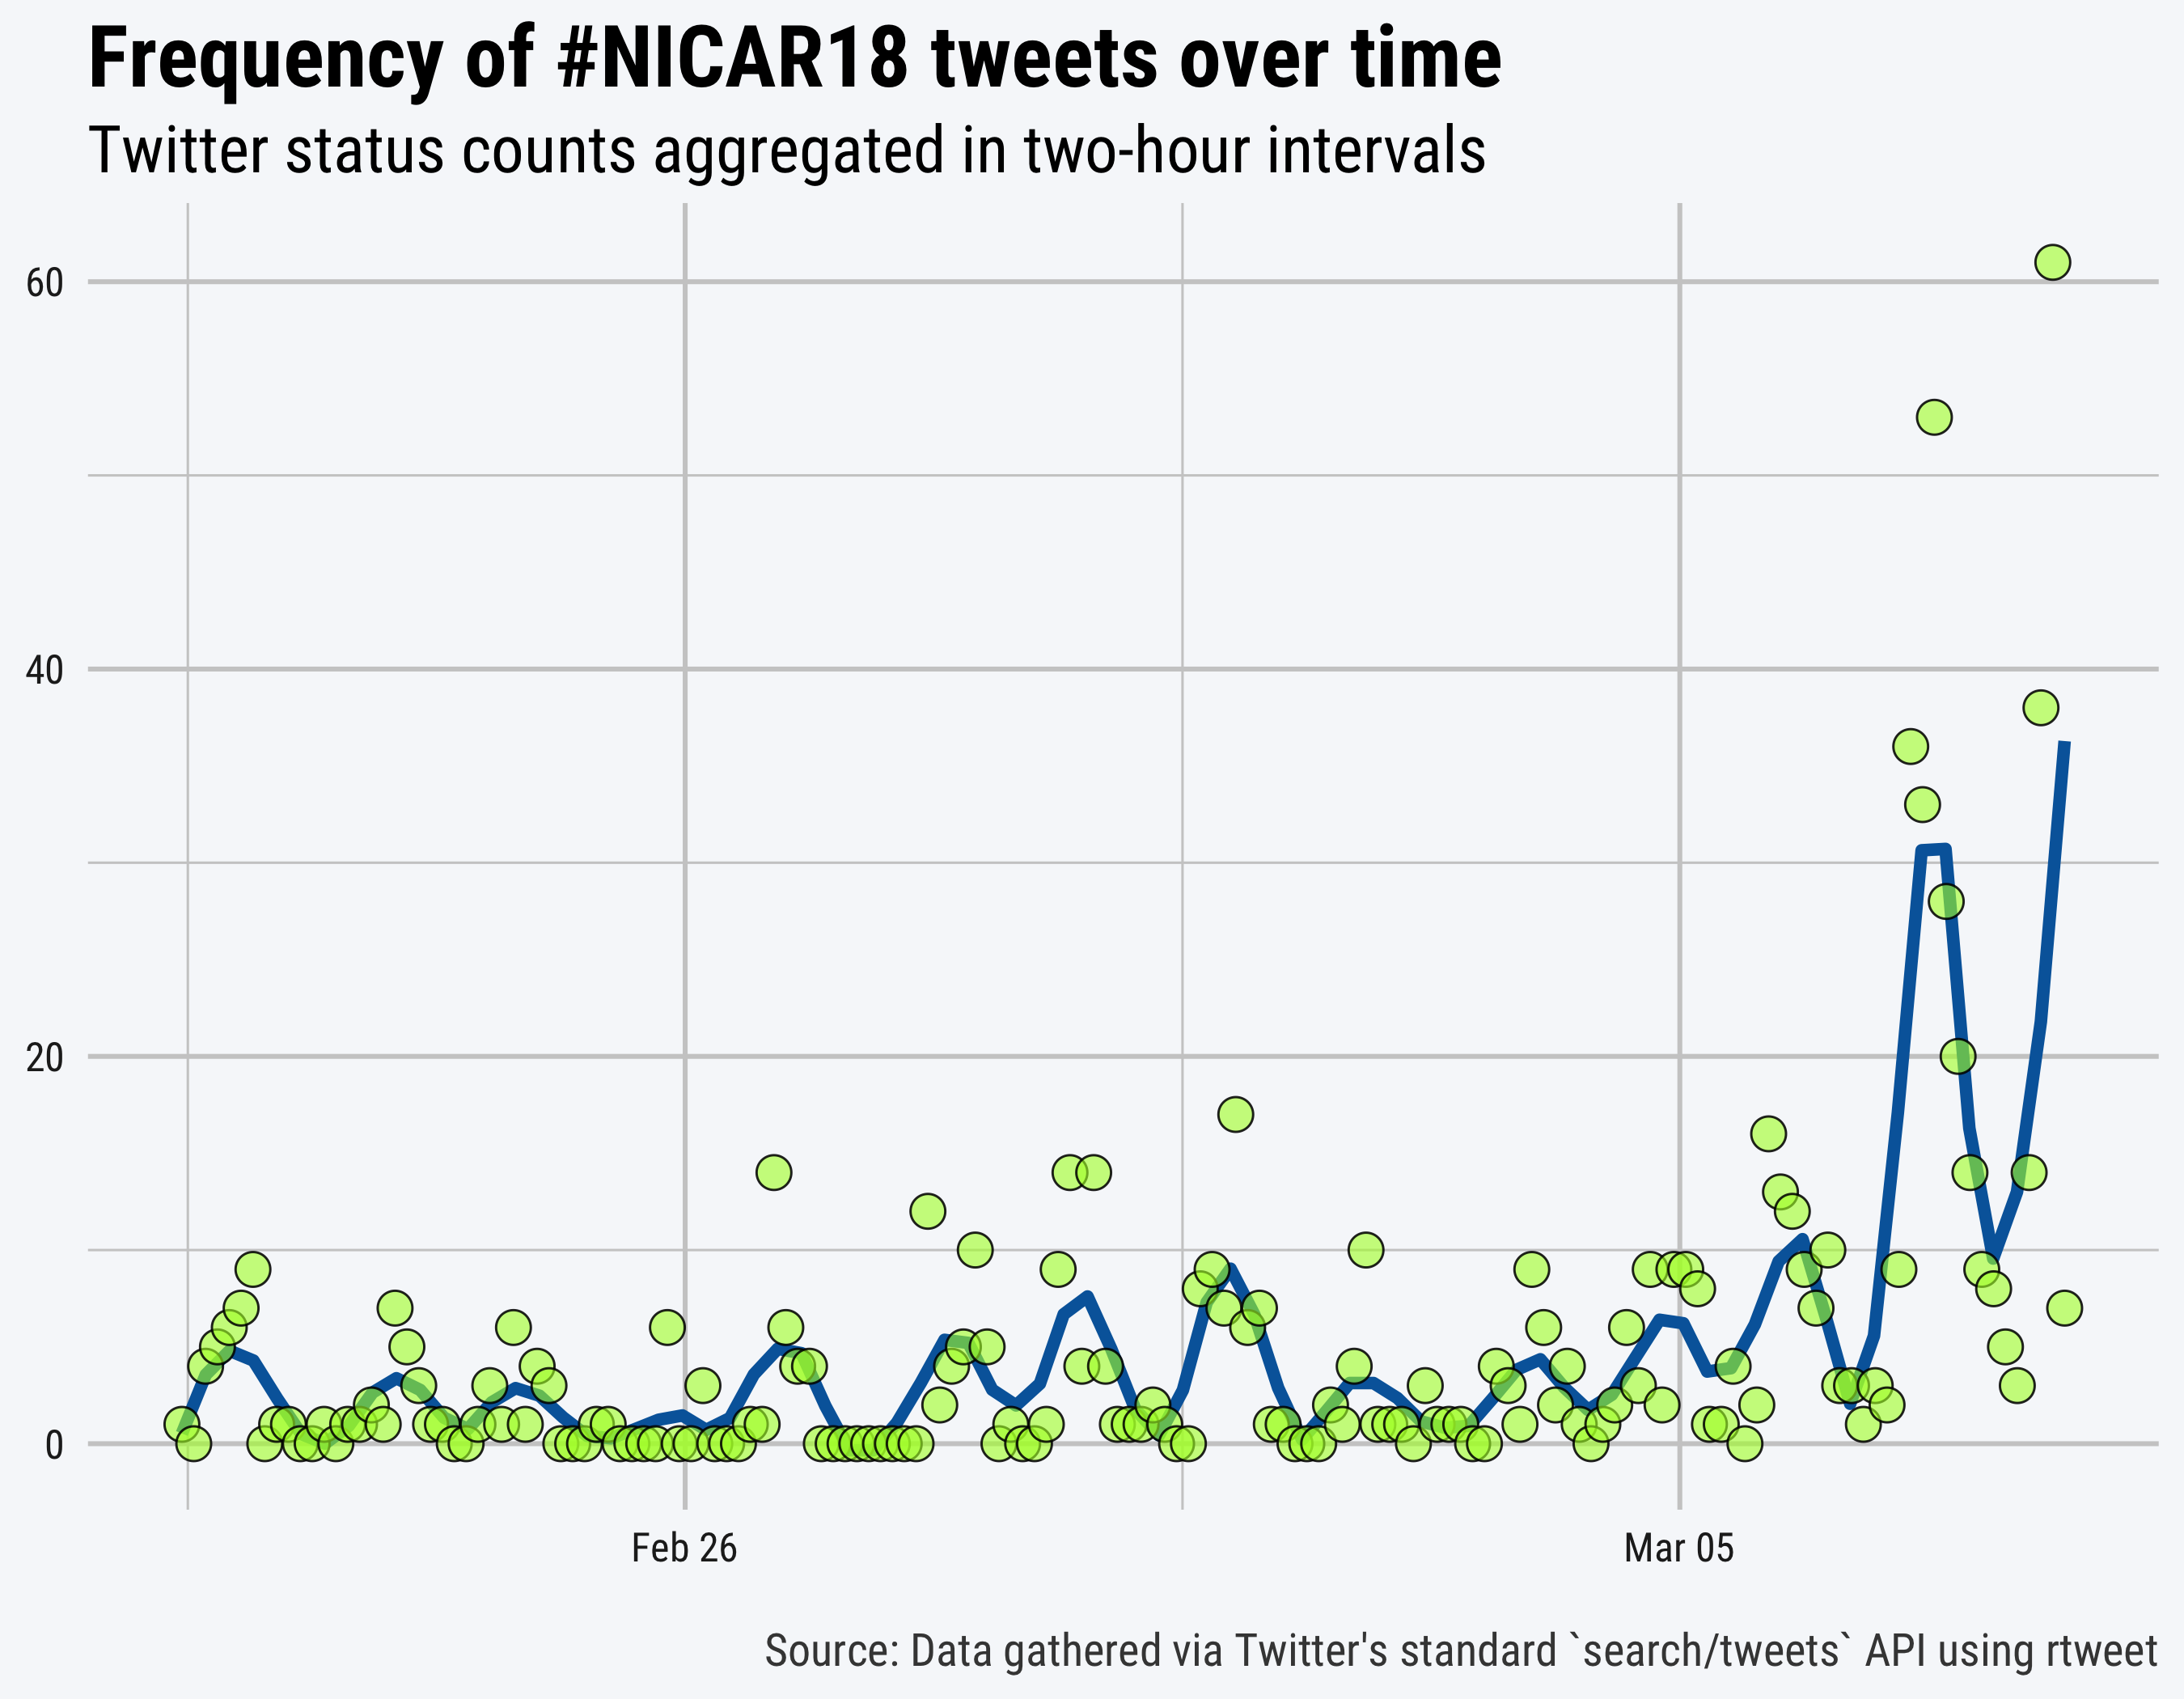 Frequency of #NICAR18 tweets over time
Twitter status counts aggregated in two-hour intervals
60
40
20
0
Feb 26
Mar 05
Source: Data gathered via Twitter's standard `search/tweets` API using rtweet